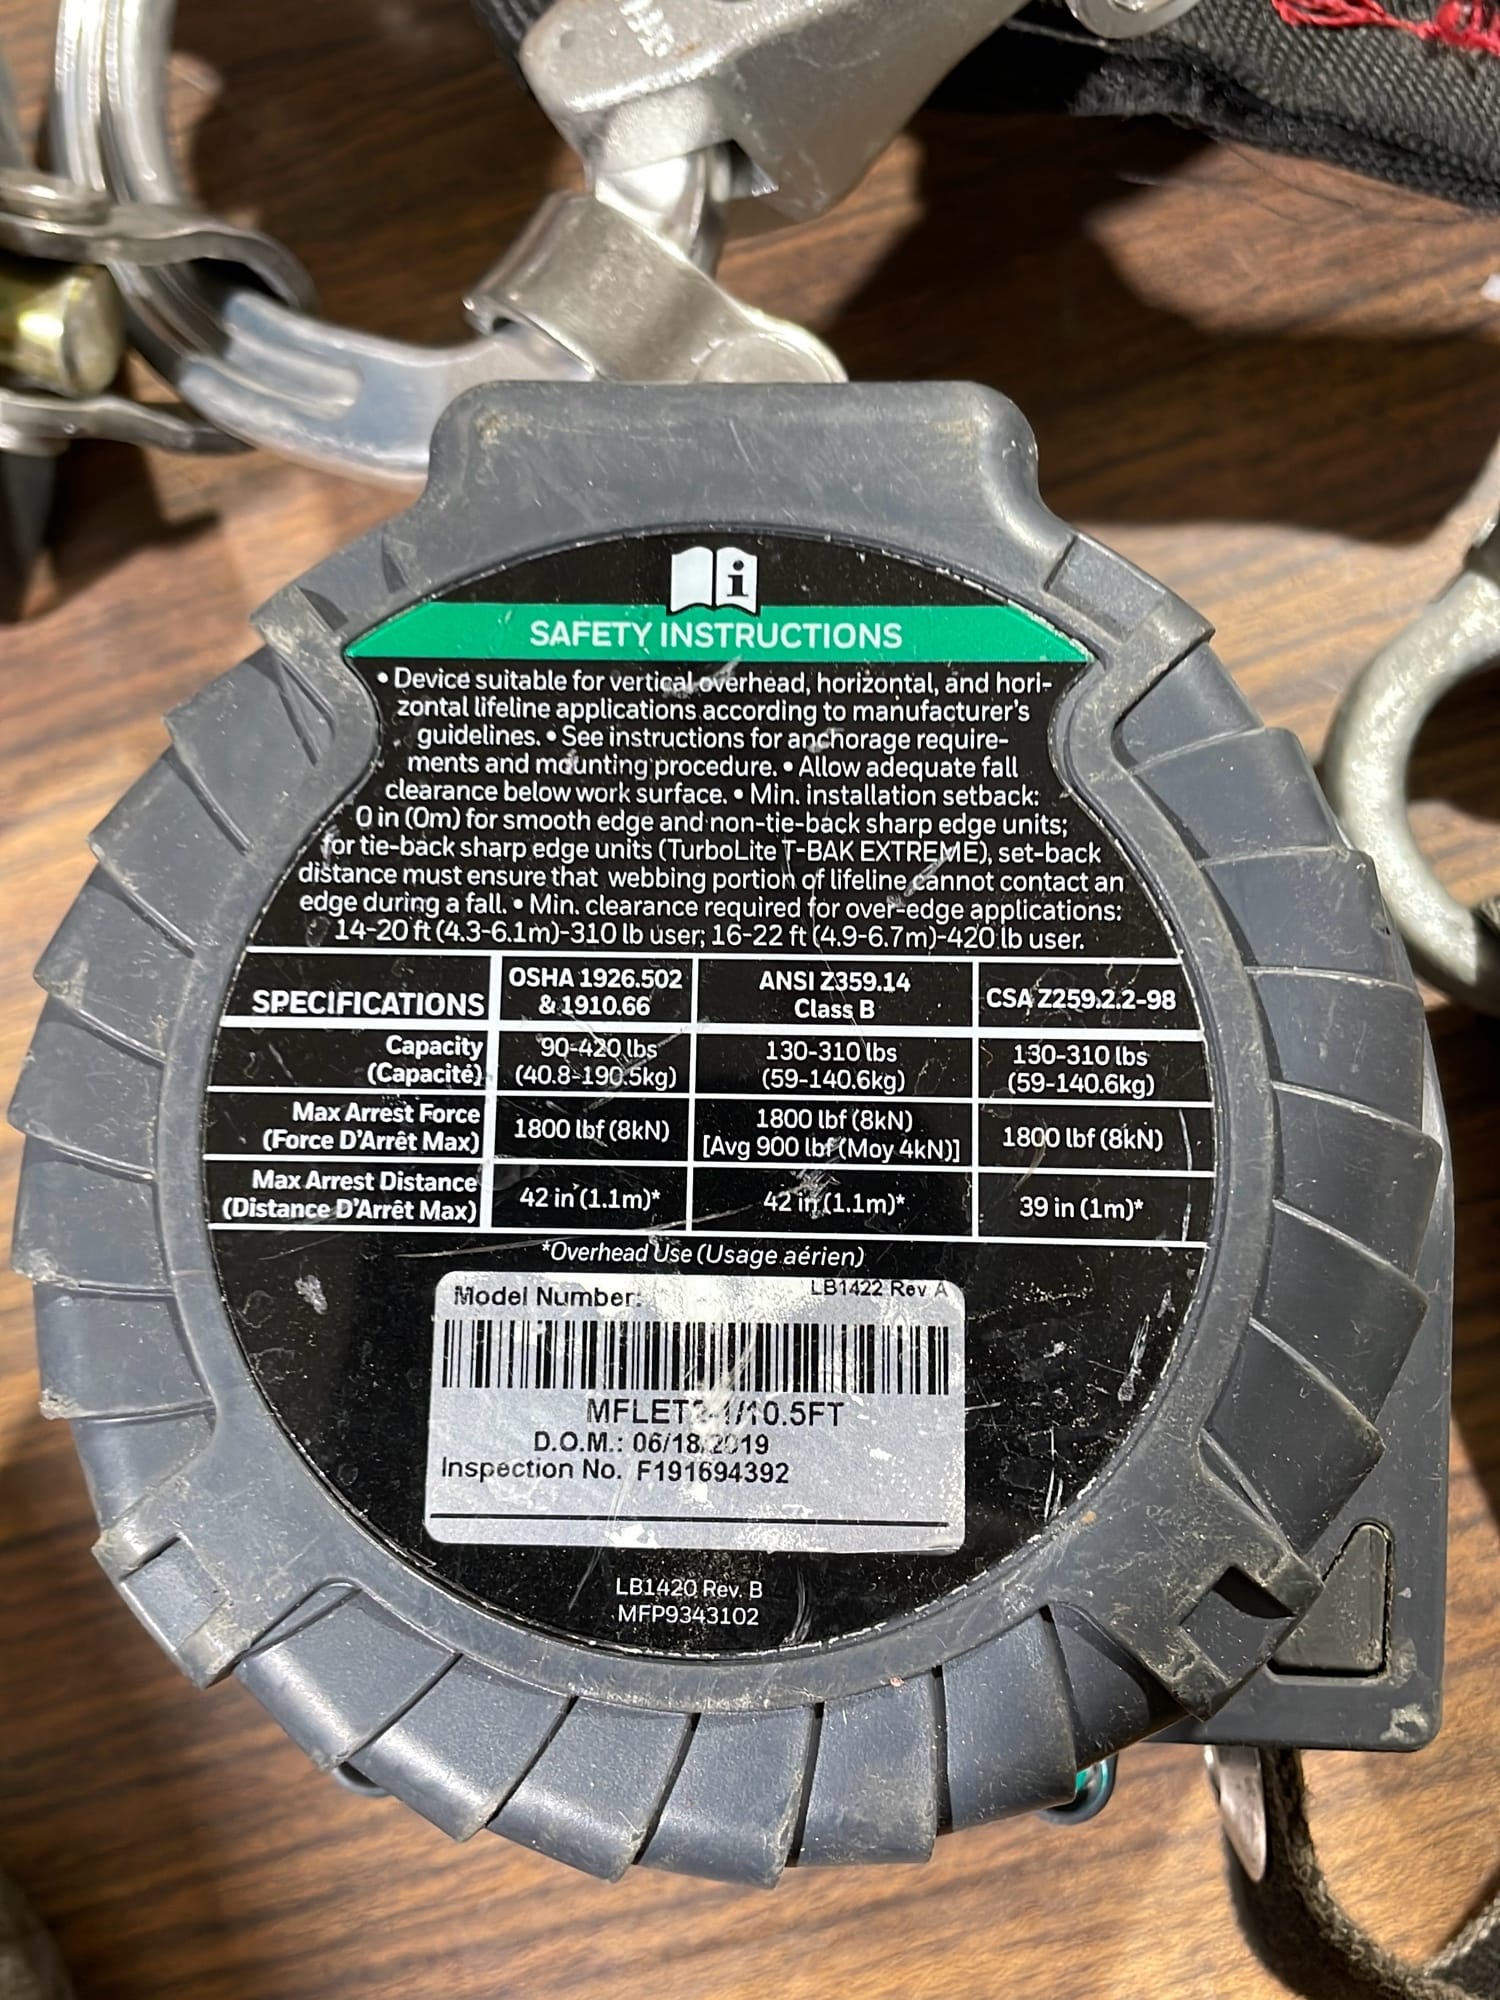 i
SAFETY INSTRUCTIONS
• Device suitable for vertical overhead, horizontal, and hori-
zontal lifeline applications according to manufacturer's
guidelines. • See instructions for anchorage require-
ments and mounting procedure. • Allow adequate fall
clearance below work surface. • Min. installation setback:
0 in (0m) for smooth edge and non-tie-back sharp edge units;
for tie-back sharp edge units (TurboLite T-BAK EXTREME), set-back
distance must ensure that webbing portion of lifeline cannot contact an
edge during a fall. • Min. clearance required for over-edge applications:
14-20 ft (4.3-6.1m)-310 lb user; 16-22 ft (4.9-6.7m)-420 lb user.
SPECIFICATIONS OSHA 1926.502 & 1910.66 ANSI Z359.14 Class B CSA Z259.2.2-98
Capacity (Capacité) 90-420 lbs (40.8-190.5kg) 130-310 lbs (59-140.6kg) 130-310 lbs (59-140.6kg)
Max Arrest Force (Force D'Arrêt Max) 1800 lbf (8kN) 1800 lbf (8kN) [Avg 900 lbf (Moy 4kN)] 1800 lbf (8kN)
Max Arrest Distance (Distance D'Arrêt Max) 42 in (1.1m)* 42 in (1.1m)* 39 in (1m)*
*Overhead Use (Usage aérien)
Model Number: LB1422 Rev A
MFLET2-1/10.5FT
D.O.M.: 06/18/2019
Inspection No. F191694392
LB1420 Rev. B
MFP9343102